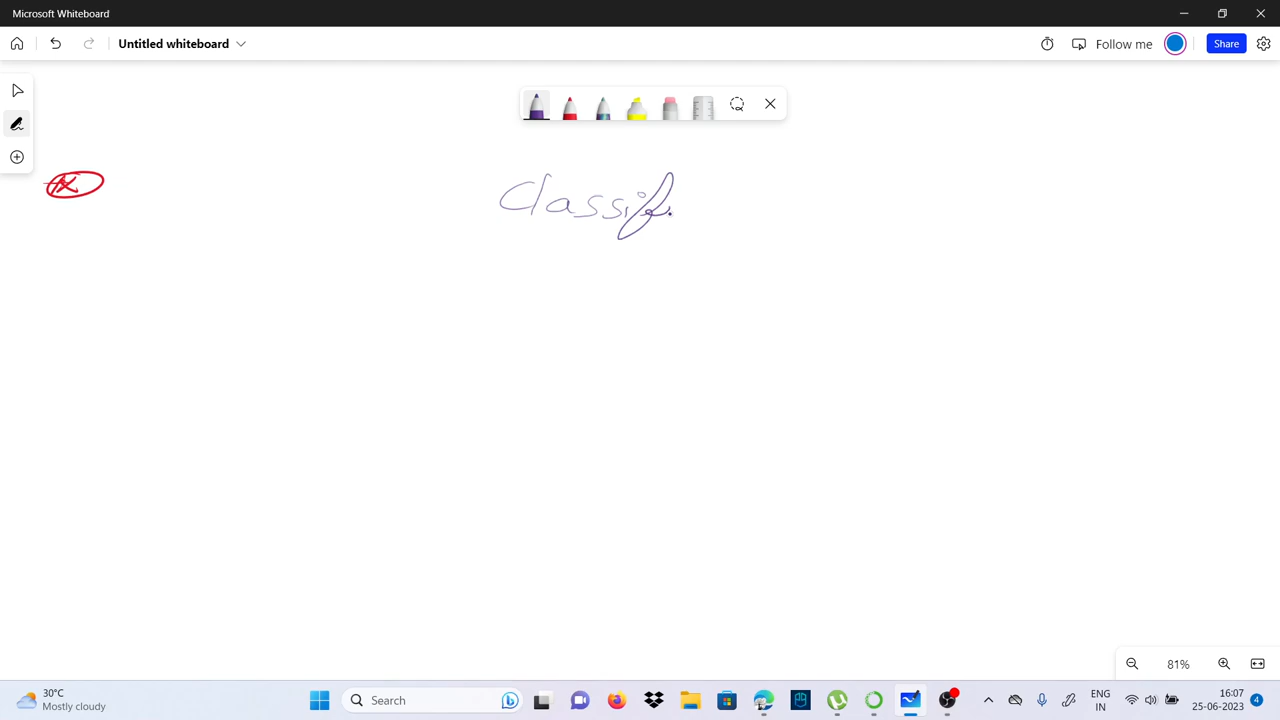 Microsoft Whiteboard
Untitled whiteboard
Follow me
Share
Classif
81%
30°C
Mostly cloudy
Search
ENG
IN
16:07
25-06-2023
4